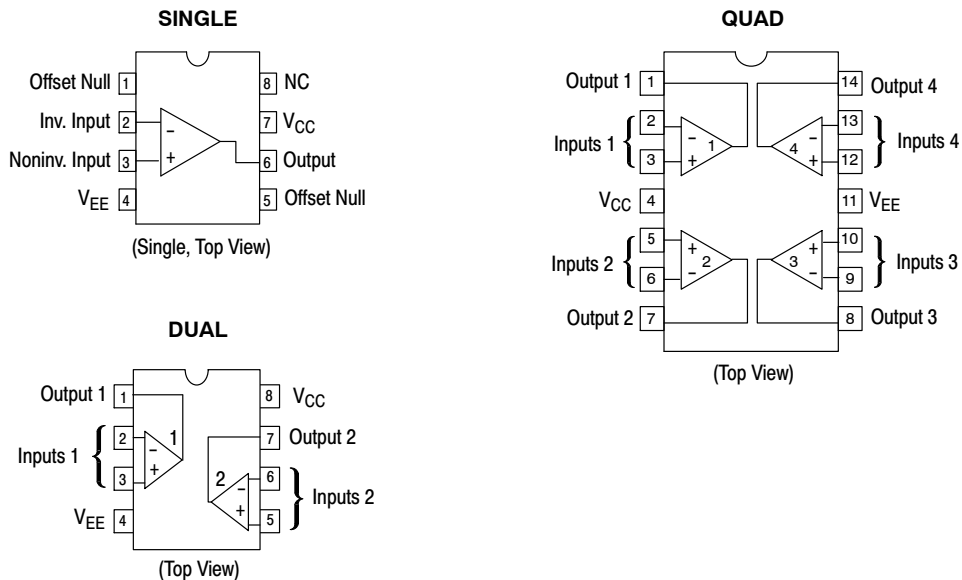 SINGLE
Offset Null 1 8 NC
Inv. Input 2 − 7 VCC
Noninv. Input 3 + 6 Output
VEE 4 5 Offset Null
(Single, Top View)
DUAL
Output 1 1 8 VCC
Inputs 1 { 2 − 1 7 Output 2
3 + 2 − 6 } Inputs 2
VEE 4 + 5
(Top View)
QUAD
Output 1 1 14 Output 4
Inputs 1 { 2 − 1 4 − 13 } Inputs 4
3 + + 12
VCC 4 11 VEE
Inputs 2 { 5 + 2 3 + 10 } Inputs 3
6 − − 9
Output 2 7 8 Output 3
(Top View)